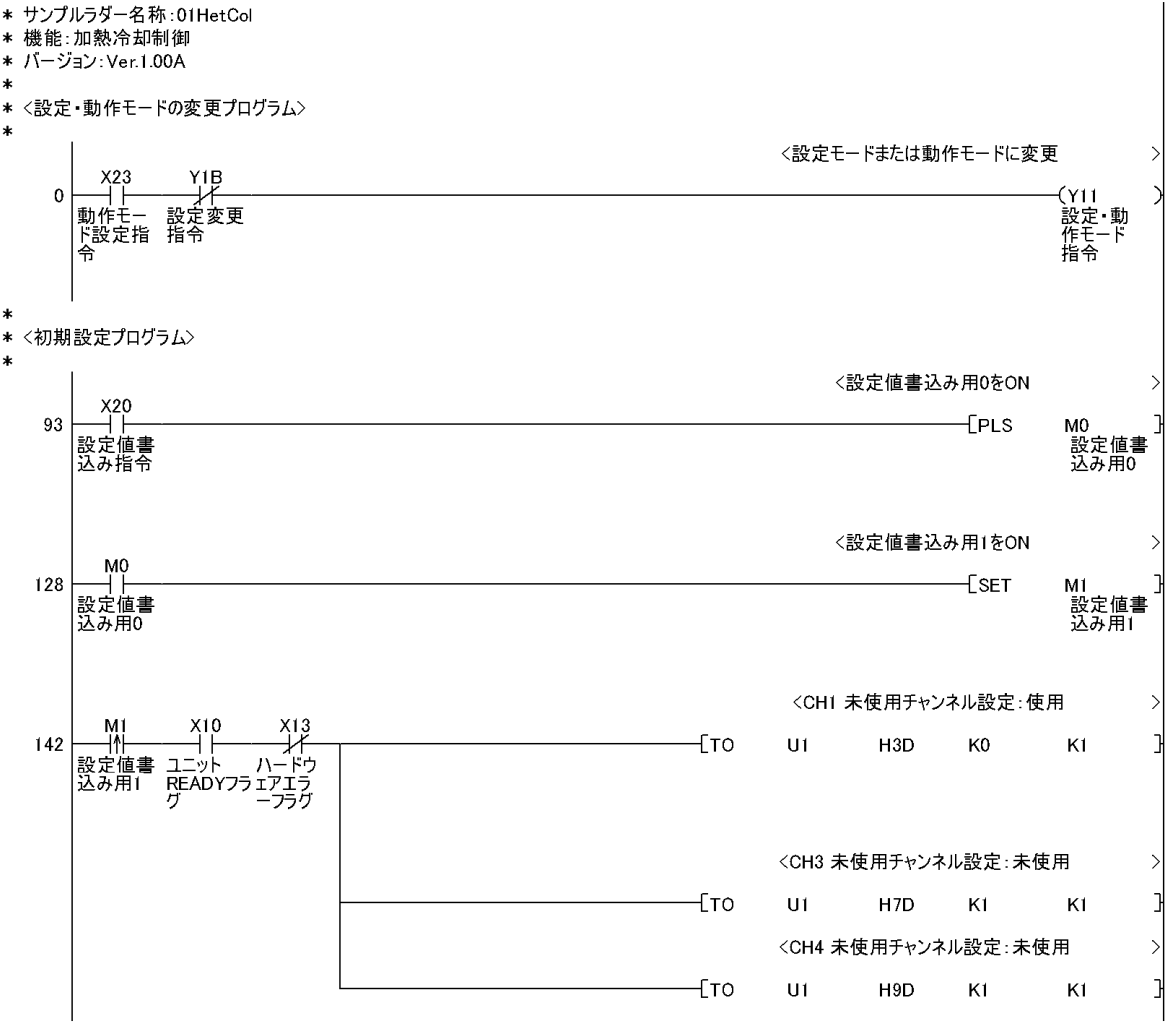 * サンプルラダー名称:01HetCol
* 機能:加熱冷却制御
* バージョン:Ver.1.00A
*
* <設定・動作モードの変更プログラム>
*
<設定モードまたは動作モードに変更 >
X23 Y1B
0 (Y11 )
動作モー 設定変更 設定・動
ド設定指 指令 作モード
令 指令
*
* <初期設定プログラム>
*
<設定値書込み用0をON >
X20
93 [PLS M0 ]
設定値書 設定値書
込み指令 込み用0
<設定値書込み用1をON >
M0
128 [SET M1 ]
設定値書 設定値書
込み用0 込み用1
<CH1 未使用チャンネル設定:使用 >
M1 X10 X13
142 [TO U1 H3D K0 K1 ]
設定値書 ユニット ハードウ
込み用1 READYフラ ェアエラ
グ ーフラグ
<CH3 未使用チャンネル設定:未使用 >
[TO U1 H7D K1 K1 ]
<CH4 未使用チャンネル設定:未使用 >
[TO U1 H9D K1 K1 ]